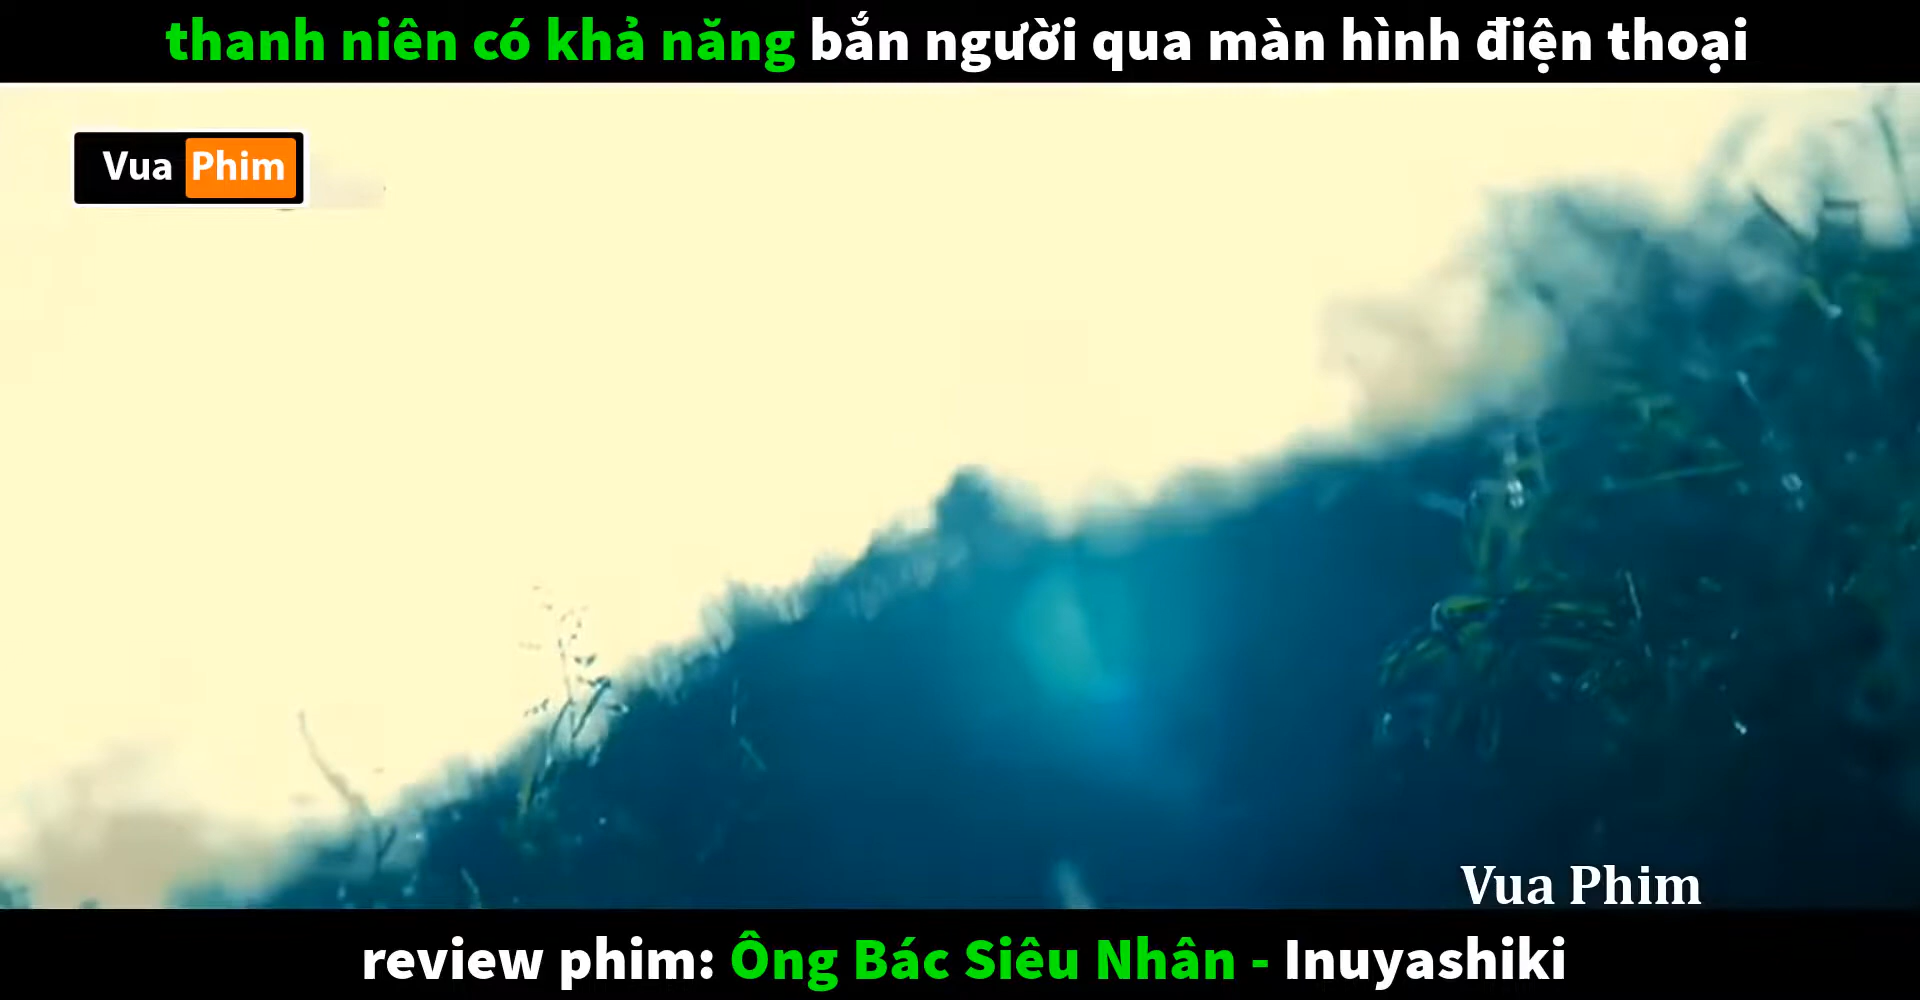 thanh niên có khả năng bắn người qua màn hình điện thoại
Vua Phim
Vua Phim
review phim: Ông Bác Siêu Nhân - Inuyashiki